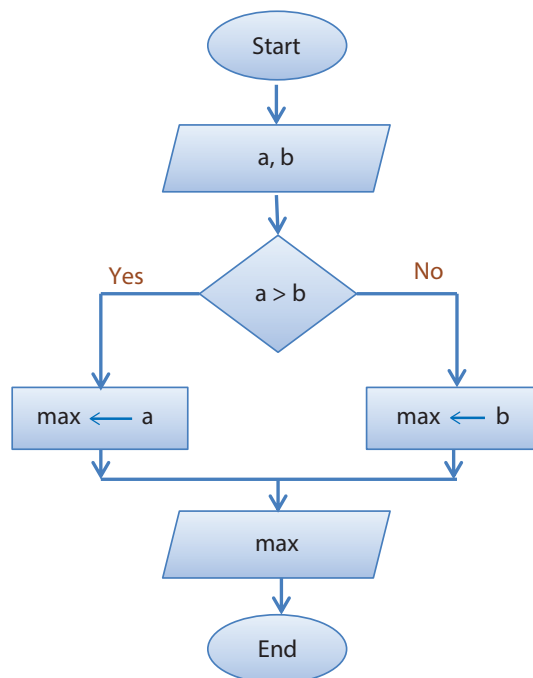 Start
a, b
a > b
Yes
No
max ← a
max ← b
max
End